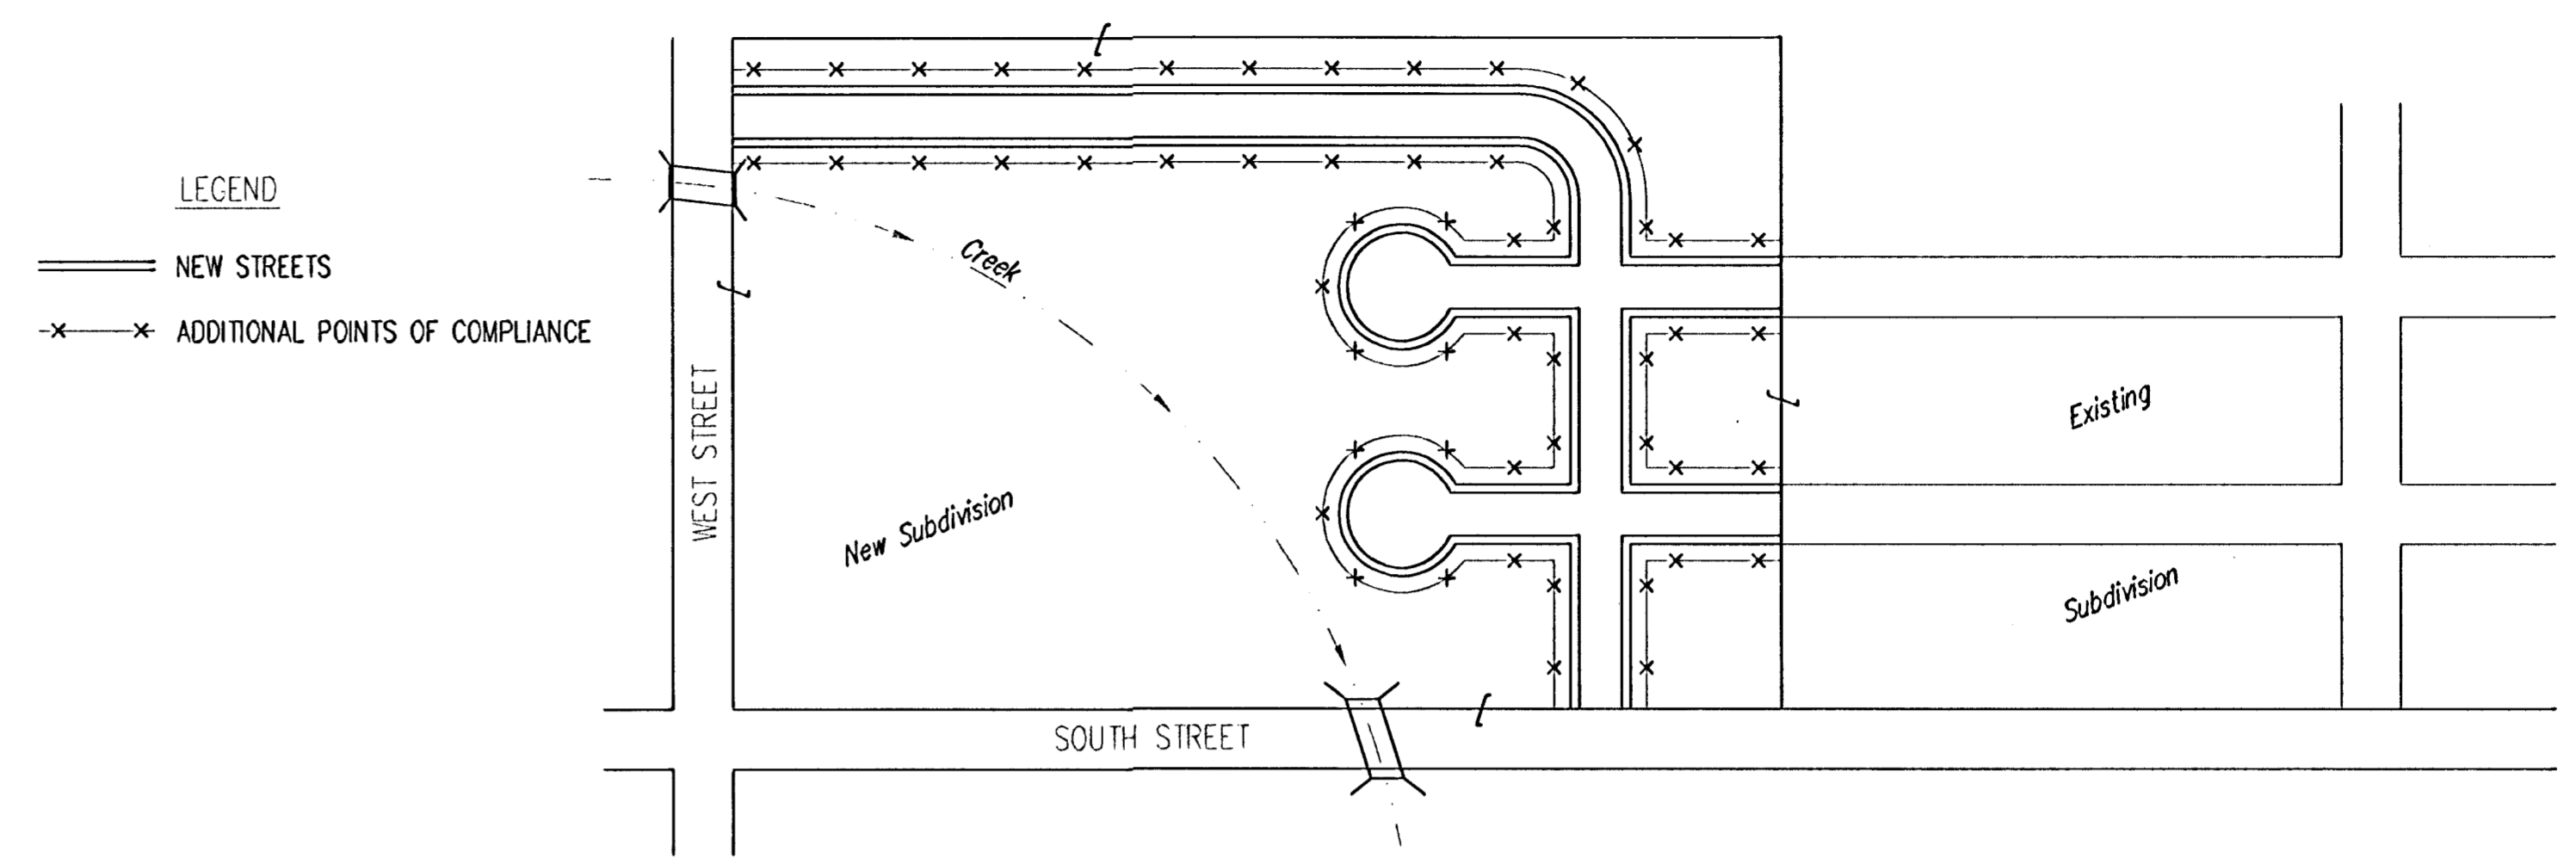 LEGEND
NEW STREETS
ADDITIONAL POINTS OF COMPLIANCE
WEST STREET
Creek
New Subdivision
Existing
Subdivision
SOUTH STREET